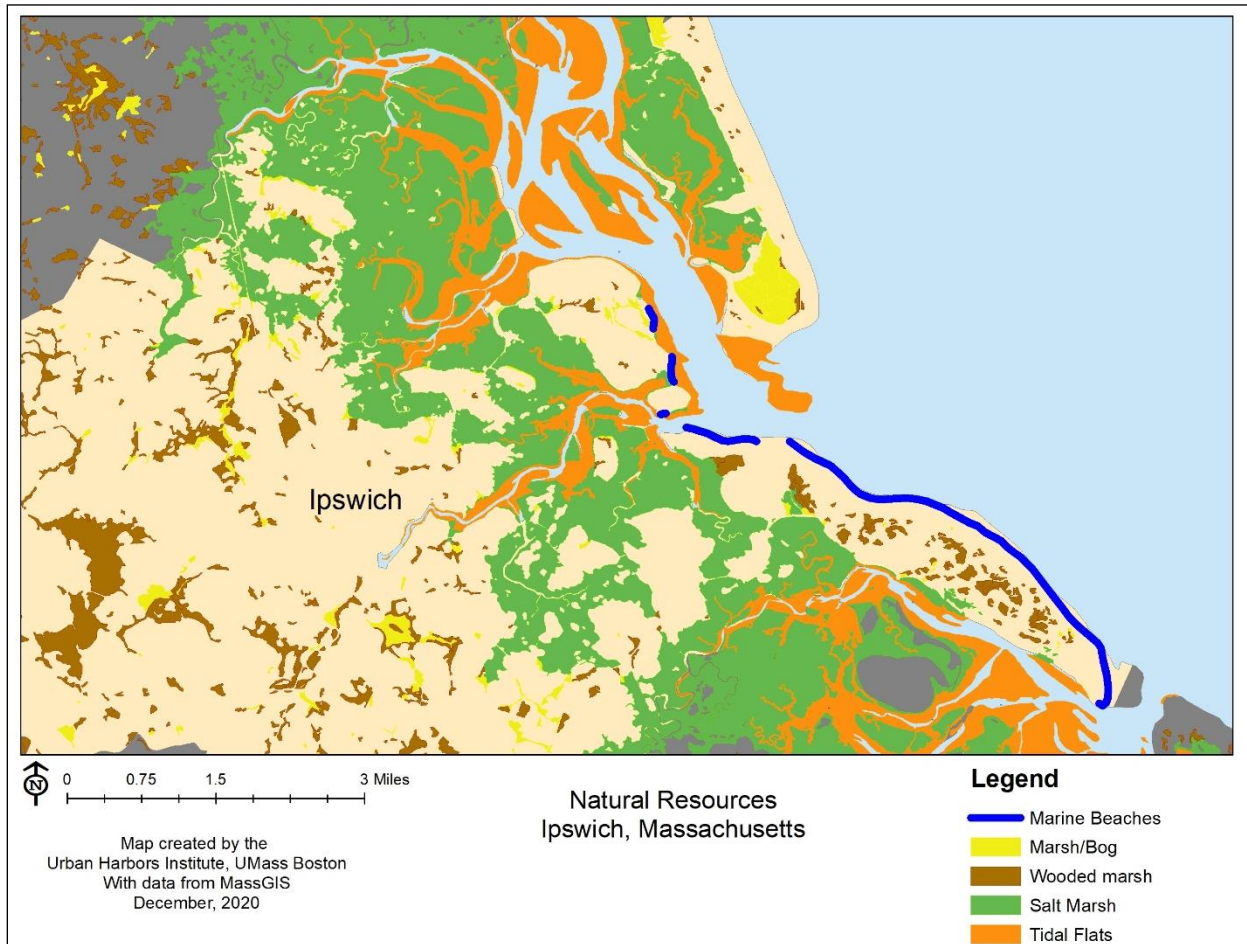 Ipswich
N
0 0.75 1.5 3 Miles
Map created by the
Urban Harbors Institute, UMass Boston
With data from MassGIS
December, 2020
Natural Resources
Ipswich, Massachusetts
Legend
Marine Beaches
Marsh/Bog
Wooded marsh
Salt Marsh
Tidal Flats